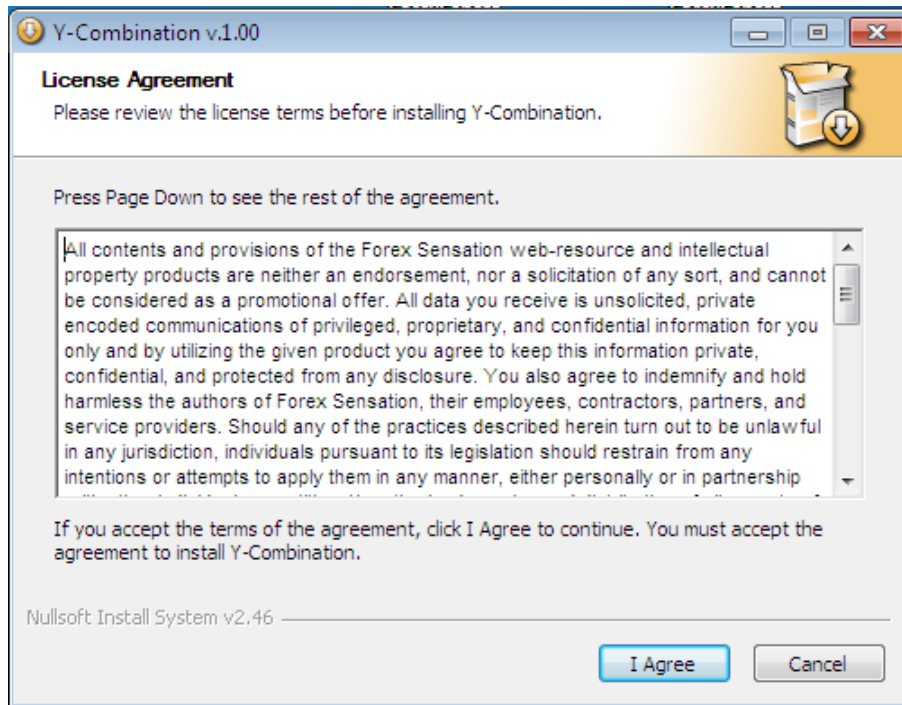 Y-Combination v.1.00
License Agreement
Please review the license terms before installing Y-Combination.
Press Page Down to see the rest of the agreement.
All contents and provisions of the Forex Sensation web-resource and intellectual
property products are neither an endorsement, nor a solicitation of any sort, and cannot
be considered as a promotional offer. All data you receive is unsolicited, private
encoded communications of privileged, proprietary, and confidential information for you
only and by utilizing the given product you agree to keep this information private,
confidential, and protected from any disclosure. You also agree to indemnify and hold
harmless the authors of Forex Sensation, their employees, contractors, partners, and
service providers. Should any of the practices described herein turn out to be unlawful
in any jurisdiction, individuals pursuant to its legislation should restrain from any
intentions or attempts to apply them in any manner, either personally or in partnership
If you accept the terms of the agreement, click I Agree to continue. You must accept the
agreement to install Y-Combination.
Nullsoft Install System v2.46
I Agree
Cancel